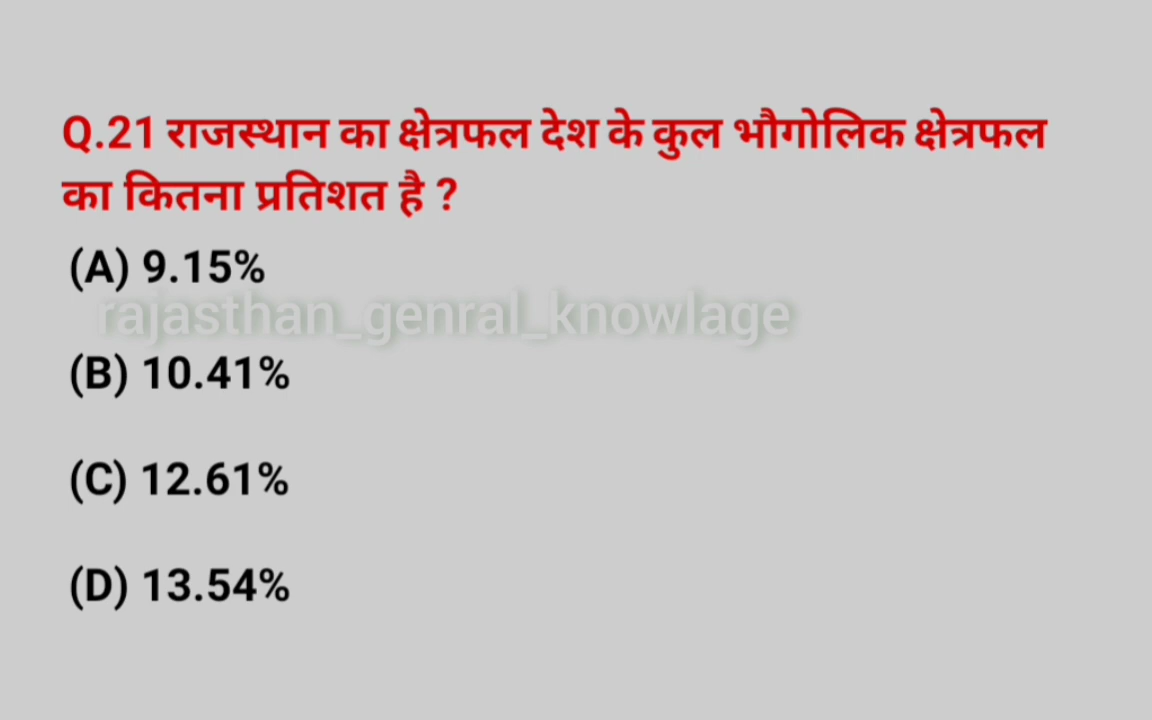 Q.21 राजस्थान का क्षेत्रफल देश के कुल भौगोलिक क्षेत्रफल
का कितना प्रतिशत है ?
(A) 9.15%
rajasthan_genral_knowlage
(B) 10.41%
(C) 12.61%
(D) 13.54%